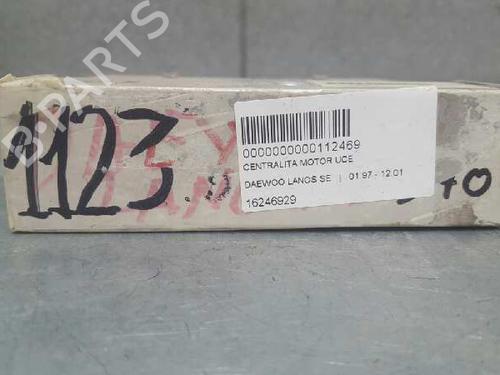 B-PARTS
1123
0000000000112469
CENTRALITA MOTOR UCE
DAEWOO LANOS SE | 01.97 - 12.01
16246929